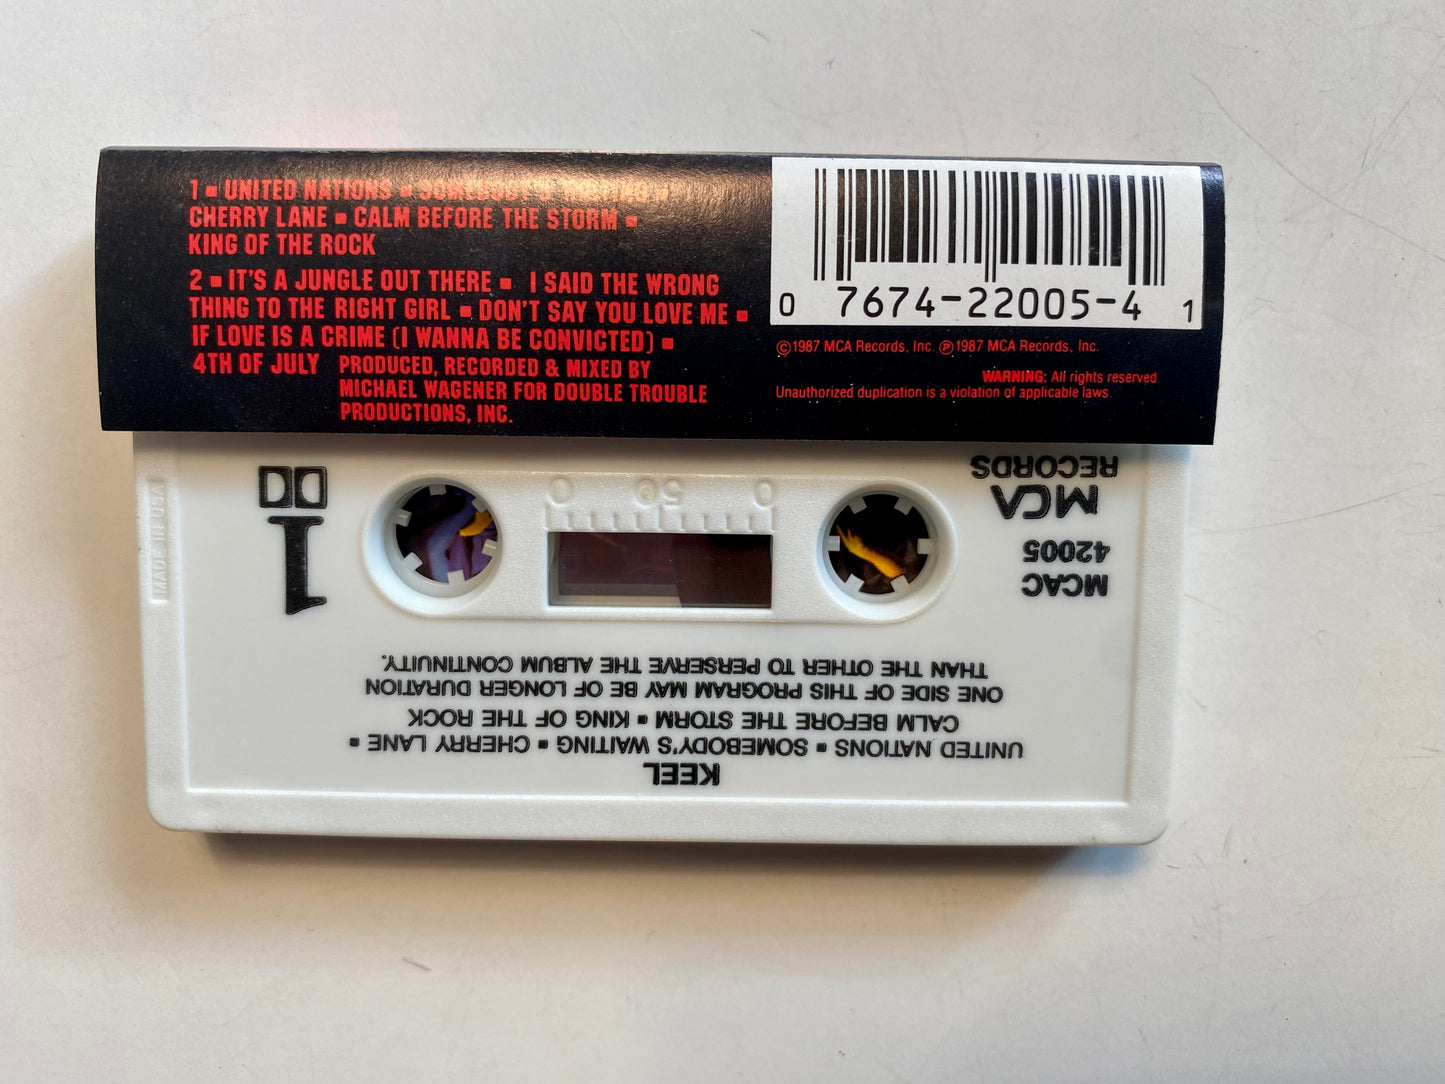 1 ▪ UNITED NATIONS ▪ SOMEBODY'S WAITING ▪
CHERRY LANE ▪ CALM BEFORE THE STORM ▪
KING OF THE ROCK
2 ▪ IT'S A JUNGLE OUT THERE ▪ I SAID THE WRONG
THING TO THE RIGHT GIRL ▪ DON'T SAY YOU LOVE ME ▪
IF LOVE IS A CRIME (I WANNA BE CONVICTED) ▪
4TH OF JULY
PRODUCED, RECORDED & MIXED BY
MICHAEL WAGENER FOR DOUBLE TROUBLE
PRODUCTIONS, INC.
0 7674-22005-4 1
©1987 MCA Records, Inc. ℗1987 MCA Records, Inc.
WARNING: All rights reserved
Unauthorized duplication is a violation of applicable laws.
KEEL
UNITED NATIONS ▪ SOMEBODY'S WAITING ▪ CHERRY LANE ▪
CALM BEFORE THE STORM ▪ KING OF THE ROCK
ONE SIDE OF THIS PROGRAM MAY BE OF LONGER DURATION
THAN THE OTHER TO PERSERVE THE ALBUM CONTINUITY.
MCAC
42005
MCA
RECORDS
1
0 50 0
MADE IN USA